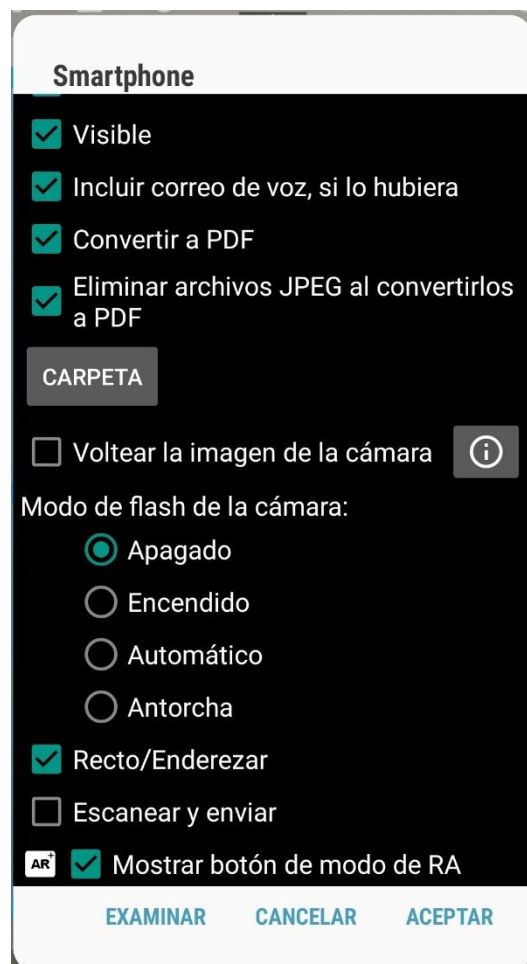 Smartphone
Visible
Incluir correo de voz, si lo hubiera
Convertir a PDF
Eliminar archivos JPEG al convertirlos
a PDF
CARPETA
Voltear la imagen de la cámara
Modo de flash de la cámara:
Apagado
Encendido
Automático
Antorcha
Recto/Enderezar
Escanear y enviar
AR+ Mostrar botón de modo de RA
EXAMINAR CANCELAR ACEPTAR